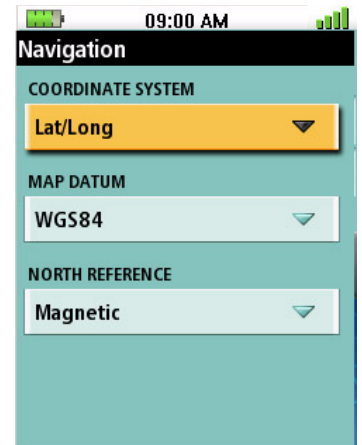 09:00 AM
Navigation
COORDINATE SYSTEM
Lat/Long
MAP DATUM
WGS84
NORTH REFERENCE
Magnetic